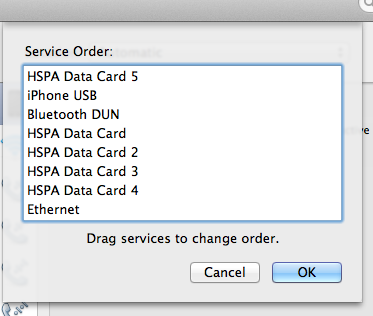 Service Order:
HSPA Data Card 5
iPhone USB
Bluetooth DUN
HSPA Data Card
HSPA Data Card 2
HSPA Data Card 3
HSPA Data Card 4
Ethernet
Drag services to change order.
Cancel
OK